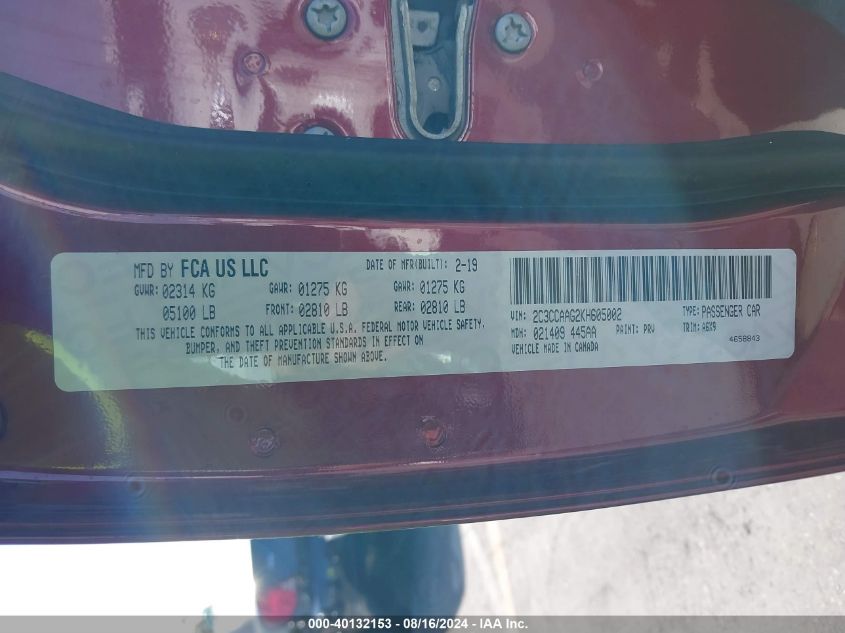 MFD BY FCA US LLC DATE OF MFR(BUILT): 2-19
GVWR: 02314 KG GAWR: 01275 KG GAWR: 01275 KG
05100 LB FRONT: 02810 LB REAR: 02810 LB
THIS VEHICLE CONFORMS TO ALL APPLICABLE U.S.A. FEDERAL MOTOR VEHICLE SAFETY,
BUMPER, AND THEFT PREVENTION STANDARDS IN EFFECT ON
THE DATE OF MANUFACTURE SHOWN ABOVE.
VIN: 2C3CCAAG2KH605002 TYPE: PASSENGER CAR
MDH: 021409 445AA PAINT: PRV TRIM: A6X9
VEHICLE MADE IN CANADA 4658843
000-40132153 - 08/16/2024 - IAA Inc.